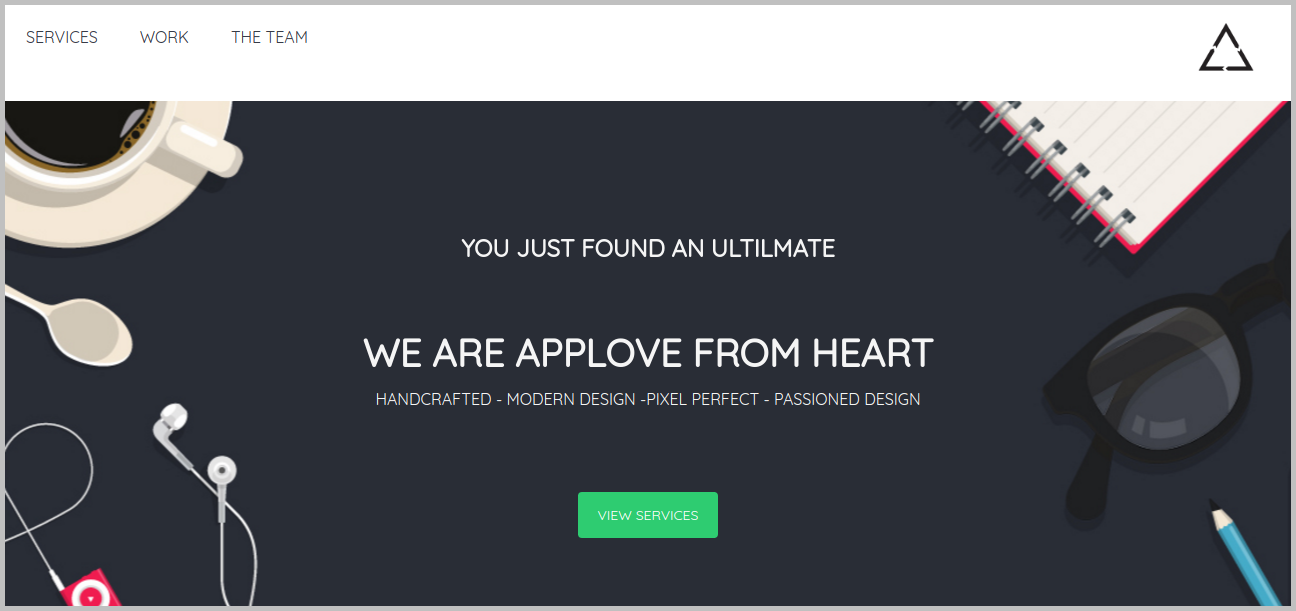 SERVICES WORK THE TEAM
YOU JUST FOUND AN ULTILMATE
WE ARE APPLOVE FROM HEART
HANDCRAFTED - MODERN DESIGN -PIXEL PERFECT - PASSIONED DESIGN
VIEW SERVICES